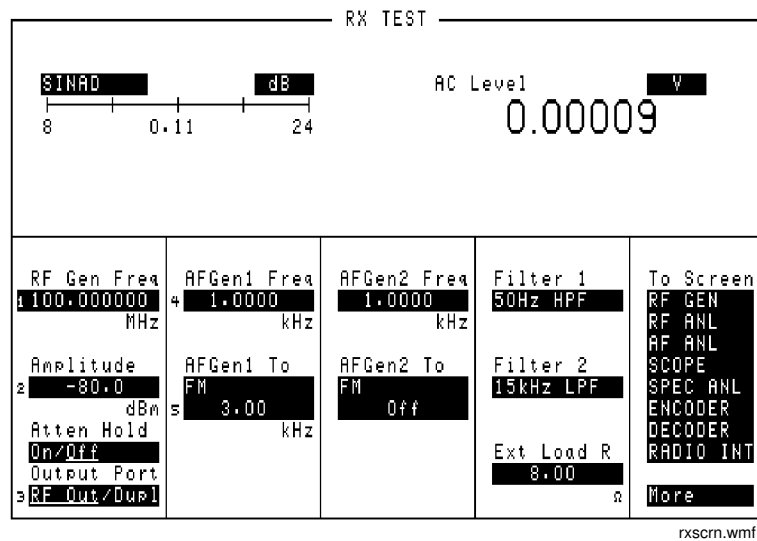 RX TEST
SINAD dB
8 0.11 24
AC Level V
0.00009
RF Gen Freq
1 100.000000
MHz
Amplitude
2 -80.0
dBm
Atten Hold
On/Off
Output Port
3 RF Out/Dupl
AFGen1 Freq
4 1.0000
kHz
AFGen1 To
FM
5 3.00
kHz
AFGen2 Freq
1.0000
kHz
AFGen2 To
FM
Off
Filter 1
50Hz HPF
Filter 2
15kHz LPF
Ext Load R
8.00
Ω
To Screen
RF GEN
RF ANL
AF ANL
SCOPE
SPEC ANL
ENCODER
DECODER
RADIO INT
More
rxscrn.wmf